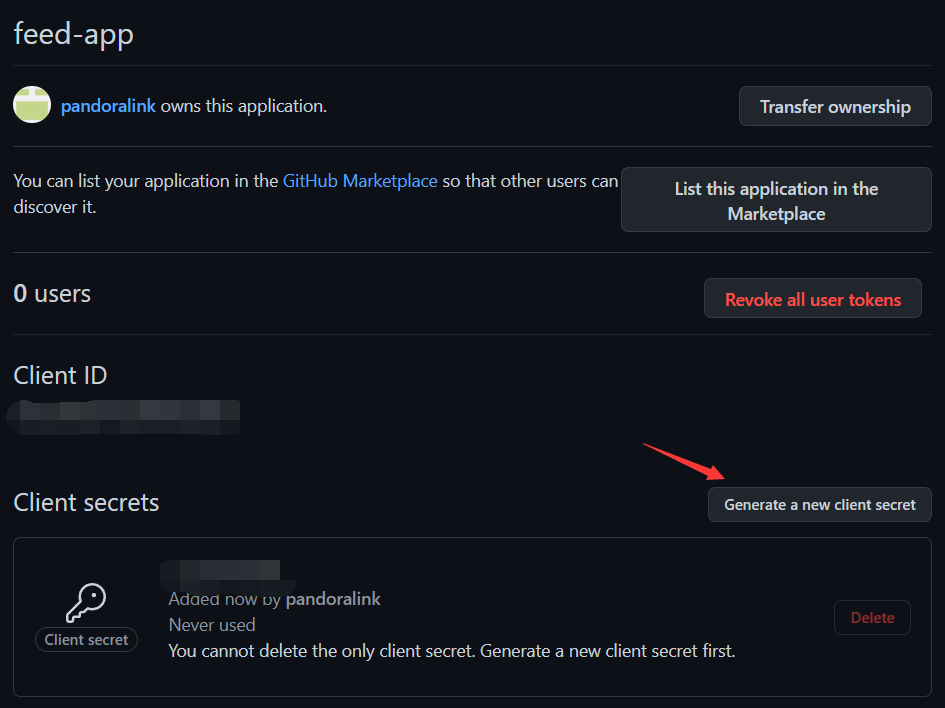 feed-app
pandoralink owns this application.
Transfer ownership
You can list your application in the GitHub Marketplace so that other users can
discover it.
List this application in the
Marketplace
0 users
Revoke all user tokens
Client ID
Client secrets
Generate a new client secret
Added now by pandoralink
Client secret
Never used
You cannot delete the only client secret. Generate a new client secret first.
Delete